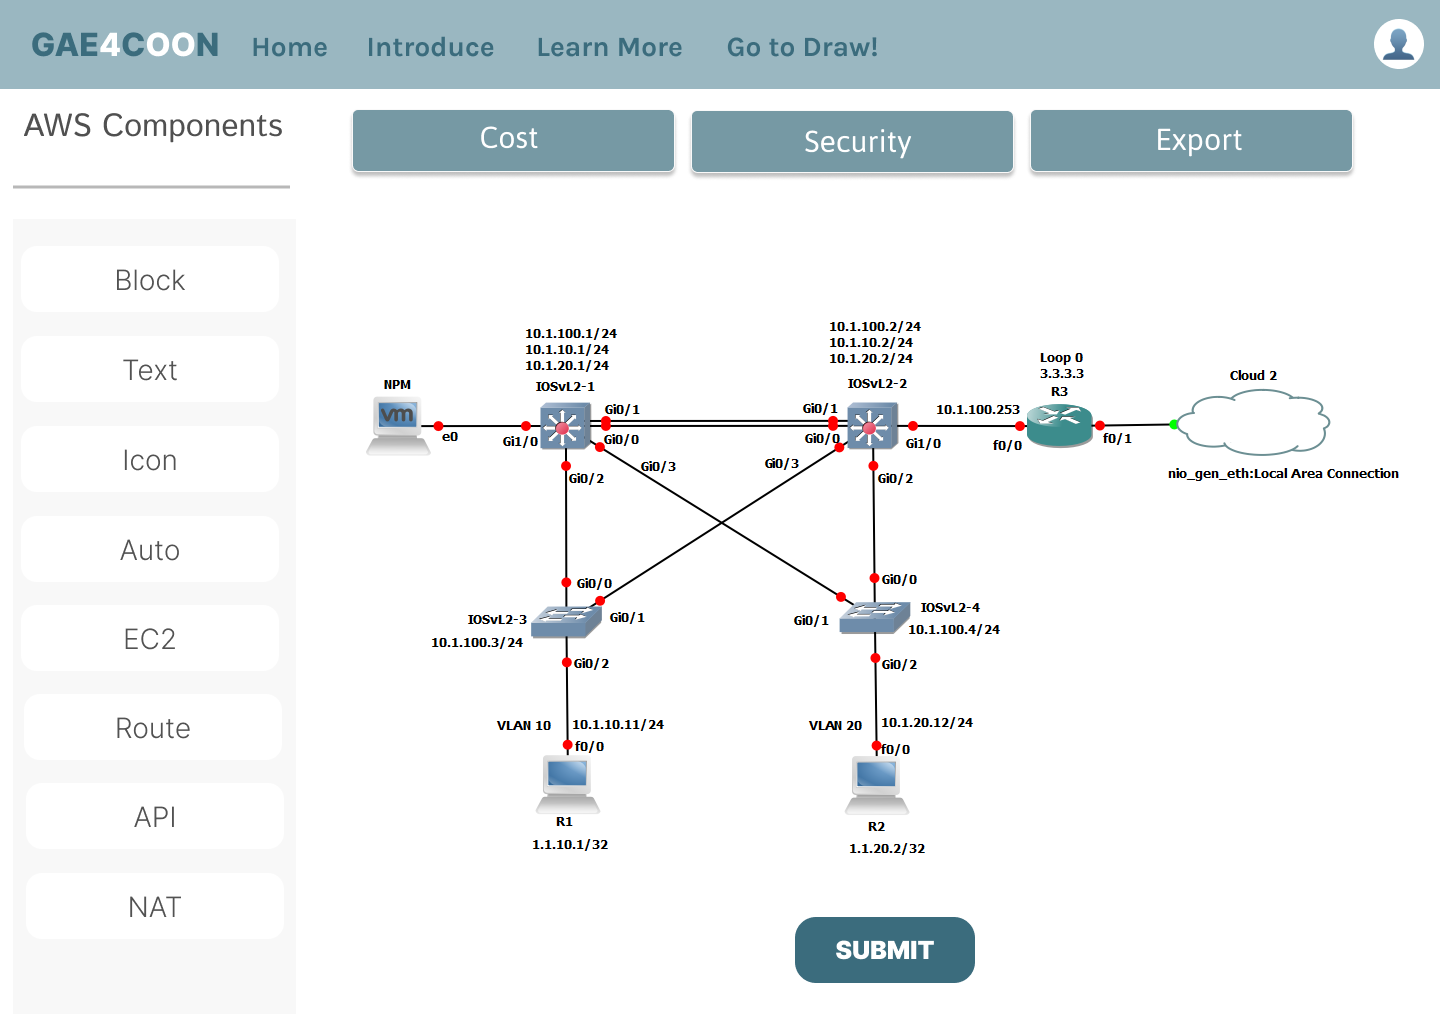 GAE4COON
Home
Introduce
Learn More
Go to Draw!
AWS Components
Cost
Security
Export
Block
Text
Icon
Auto
EC2
Route
API
NAT
10.1.100.1/24
10.1.10.1/24
10.1.20.1/24
IOSvL2-1
10.1.100.2/24
10.1.10.2/24
10.1.20.2/24
IOSvL2-2
Loop 0
3.3.3.3
R3
Cloud 2
NPM
vm
e0
Gi1/0
Gi0/1
Gi0/0
Gi0/3
Gi0/2
Gi0/1
Gi0/0
Gi0/3
Gi0/2
Gi1/0
10.1.100.253
f0/0
f0/1
nio_gen_eth:Local Area Connection
Gi0/0
IOSvL2-3
Gi0/1
10.1.100.3/24
Gi0/2
Gi0/0
IOSvL2-4
Gi0/1
10.1.100.4/24
Gi0/2
VLAN 10
10.1.10.11/24
f0/0
R1
1.1.10.1/32
VLAN 20
10.1.20.12/24
f0/0
R2
1.1.20.2/32
SUBMIT